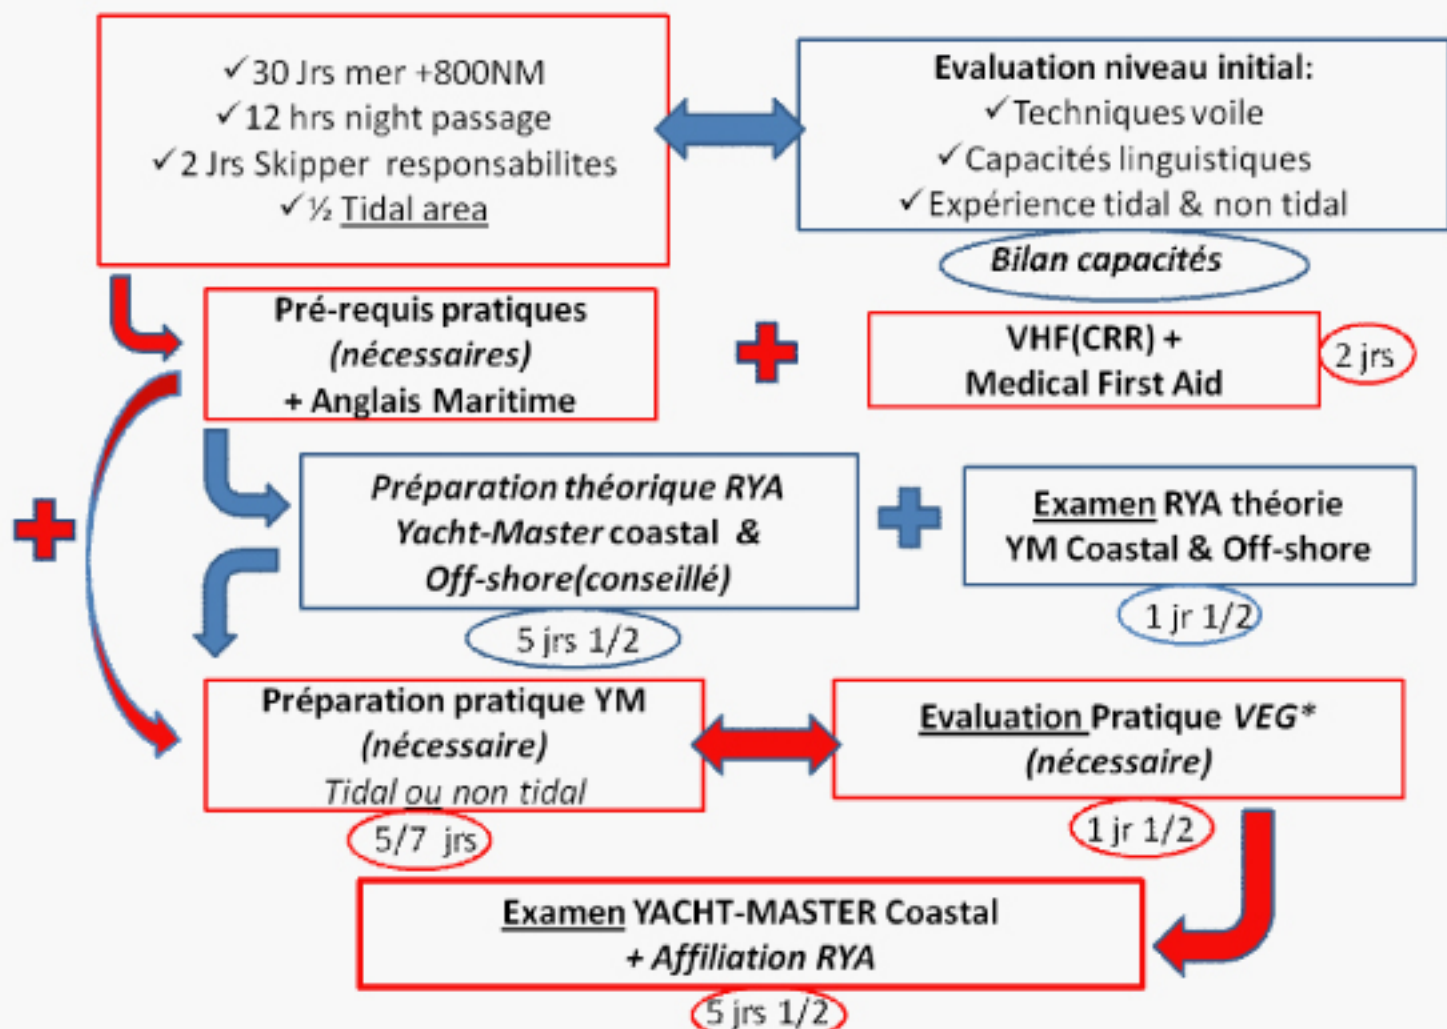 ✓30 Jrs mer +800NM
✓12 hrs night passage
✓2 Jrs Skipper responsabilites
✓½ Tidal area
Evaluation niveau initial:
✓Techniques voile
✓Capacités linguistiques
✓Expérience tidal & non tidal
Bilan capacités
Pré-requis pratiques
(nécessaires)
+ Anglais Maritime
VHF(CRR) +
Medical First Aid
2 jrs
Préparation théorique RYA
Yacht-Master coastal &
Off-shore(conseillé)
5 jrs 1/2
Examen RYA théorie
YM Coastal & Off-shore
1 jr 1/2
Préparation pratique YM
(nécessaire)
Tidal ou non tidal
5/7 jrs
Evaluation Pratique VEG*
(nécessaire)
1 jr 1/2
Examen YACHT-MASTER Coastal
+ Affiliation RYA
5 jrs 1/2